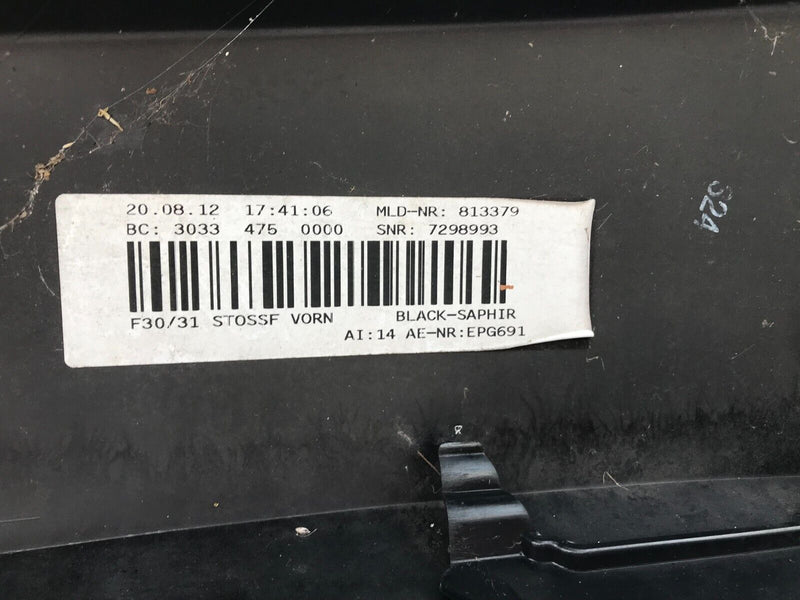 20.08.12 17:41:06 MLD-NR: 813379
BC: 3033 475 0000 SNR: 7298993
F30/31 STOSSF VORN BLACK-SAPHIR
AI:14 AE-NR:EPG691
324